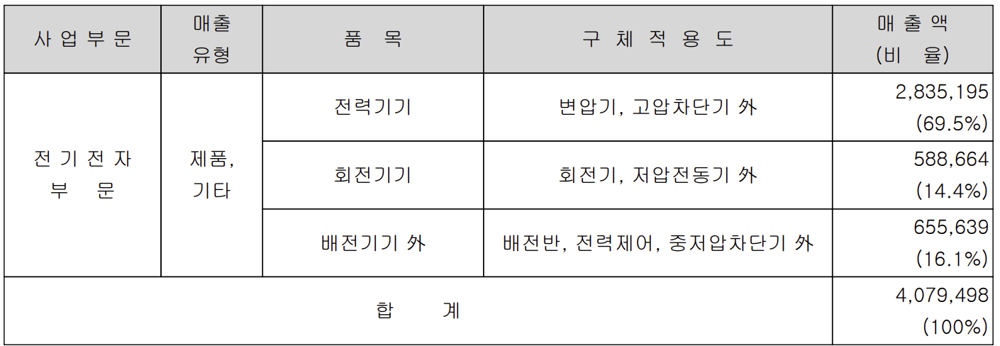 사 업 부 문
매출
유형
품 목
구 체 적 용 도
매 출 액
(비 율)
전 기 전 자
부 문
제품,
기타
전력기기
변압기, 고압차단기 外
2,835,195
(69.5%)
회전기기
회전기, 저압전동기 外
588,664
(14.4%)
배전기기 外
배전반, 전력제어, 중저압차단기 外
655,639
(16.1%)
합 계
4,079,498
(100%)